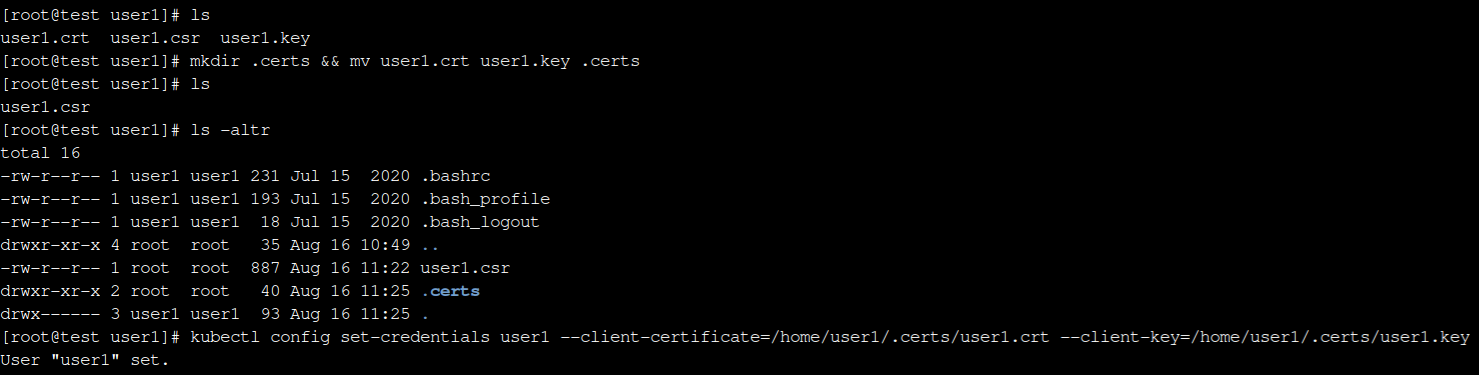 [root@test user1]# ls
user1.crt  user1.csr  user1.key
[root@test user1]# mkdir .certs && mv user1.crt user1.key .certs
[root@test user1]# ls
user1.csr
[root@test user1]# ls -altr
total 16
-rw-r--r-- 1 user1 user1 231 Jul 15  2020 .bashrc
-rw-r--r-- 1 user1 user1 193 Jul 15  2020 .bash_profile
-rw-r--r-- 1 user1 user1  18 Jul 15  2020 .bash_logout
drwxr-xr-x 4 root  root   35 Aug 16 10:49 ..
-rw-r--r-- 1 root  root  887 Aug 16 11:22 user1.csr
drwxr-xr-x 2 root  root   40 Aug 16 11:25 .certs
drwx------ 3 user1 user1  93 Aug 16 11:25 .
[root@test user1]# kubectl config set-credentials user1 --client-certificate=/home/user1/.certs/user1.crt --client-key=/home/user1/.certs/user1.key
User "user1" set.